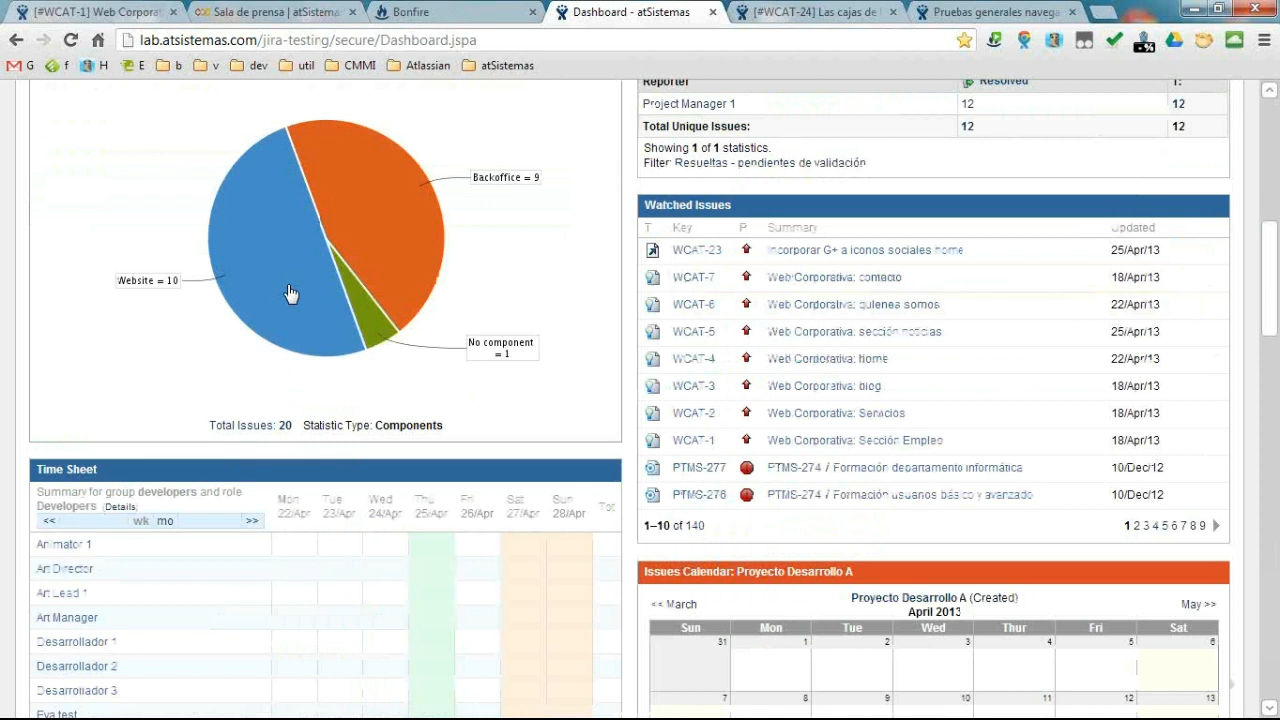 [#WCAT-1] Web Corporat
Sala de prensa | atSistemas
Bonfire
Dashboard - atSistemas
[#WCAT-24] Las cajas de l
Pruebas generales navega
lab.atsistemas.com/jira-testing/secure/Dashboard.jspa
G f H E b v dev util CMMI Atlassian atSistemas
Backoffice = 9
Website = 10
No component
= 1
Total Issues: 20 Statistic Type: Components
Time Sheet
Summary for group developers and role
Developers [Details]
<< wk mo >>
Mon Tue Wed Thu Fri Sat Sun Tot
22/Apr 23/Apr 24/Apr 25/Apr 26/Apr 27/Apr 28/Apr
Animator 1
Art Director
Art Lead 1
Art Manager
Desarrollador 1
Desarrollador 2
Desarrollador 3
Eva test
Reporter Resolved T:
Project Manager 1 12 12
Total Unique Issues: 12 12
Showing 1 of 1 statistics.
Filter: Resueltas - pendientes de validación
Watched Issues
T Key P Summary Updated
WCAT-23 Incorporar G+ a iconos sociales home 25/Apr/13
WCAT-7 Web Corporativa: contacto 18/Apr/13
WCAT-6 Web Corporativa: quienes somos 22/Apr/13
WCAT-5 Web Corporativa: sección noticias 25/Apr/13
WCAT-4 Web Corporativa: home 22/Apr/13
WCAT-3 Web Corporativa: blog 18/Apr/13
WCAT-2 Web Corporativa: Servicios 18/Apr/13
WCAT-1 Web Corporativa: Sección Empleo 18/Apr/13
PTMS-277 PTMS-274 / Formación departamento informática 10/Dec/12
PTMS-276 PTMS-274 / Formación usuarios básico y avanzado 10/Dec/12
1–10 of 140 1 2 3 4 5 6 7 8 9
Issues Calendar: Proyecto Desarrollo A
<< March Proyecto Desarrollo A (Created) May >>
April 2013
Sun Mon Tue Wed Thur Fri Sat
31 1 2 3 4 5 6
7 8 9 10 11 12 13